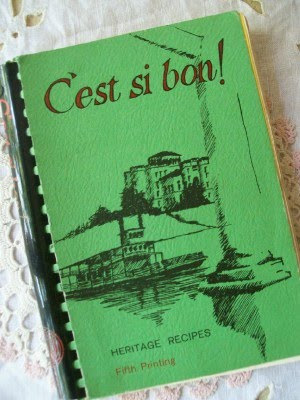 C'est si bon!
HERITAGE RECIPES
Fifth Printing